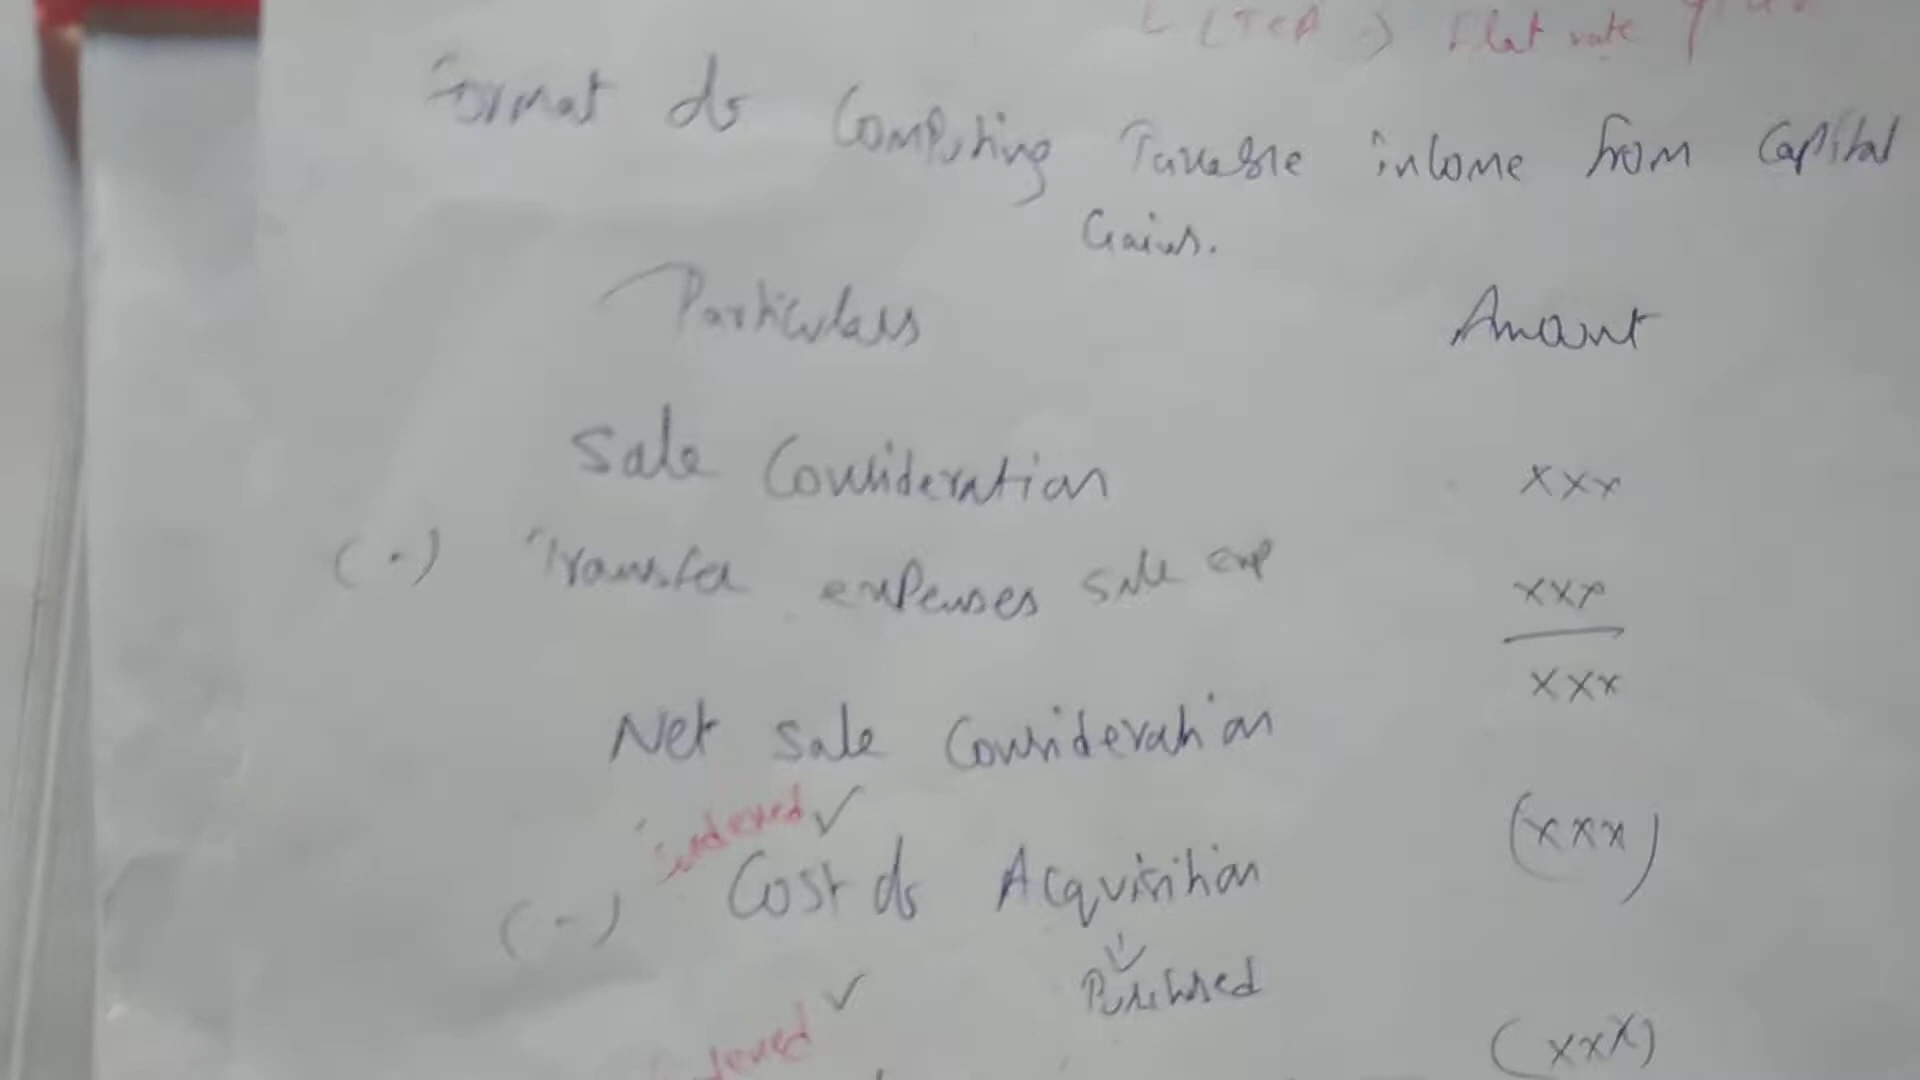 (TCA => Flat rate
Format of Computing Taxable income from Capital
Gains.
Particulars Amount
Sale Consideration xxx
(-) Transfer expenses sale exp xxx
xxx
Net sale Consideration
indexed ✓
(-) Cost of Acquisition (xxx)
Purchased
✓
(xxx)